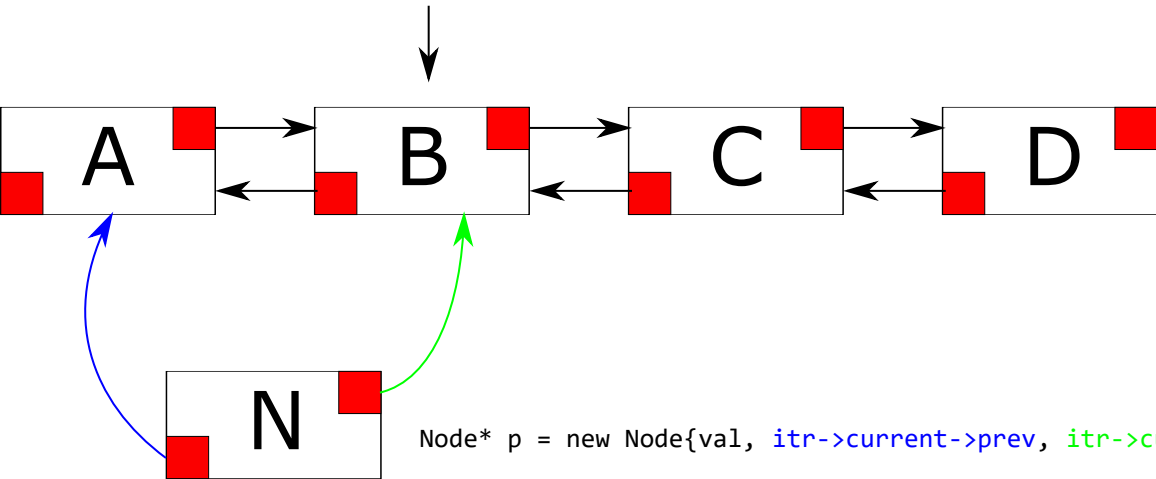 A B C D
N
Node* p = new Node{val, itr->current->prev, itr->c